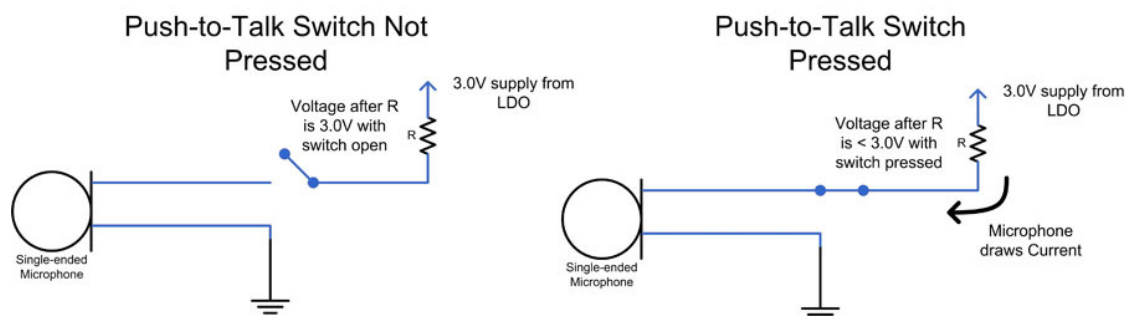 Push-to-Talk Switch Not
Pressed
3.0V supply from
LDO
Voltage after R
is 3.0V with
switch open
R
Single-ended
Microphone
Push-to-Talk Switch
Pressed
3.0V supply from
LDO
Voltage after R
is < 3.0V with
switch pressed
R
Microphone
draws Current
Single-ended
Microphone